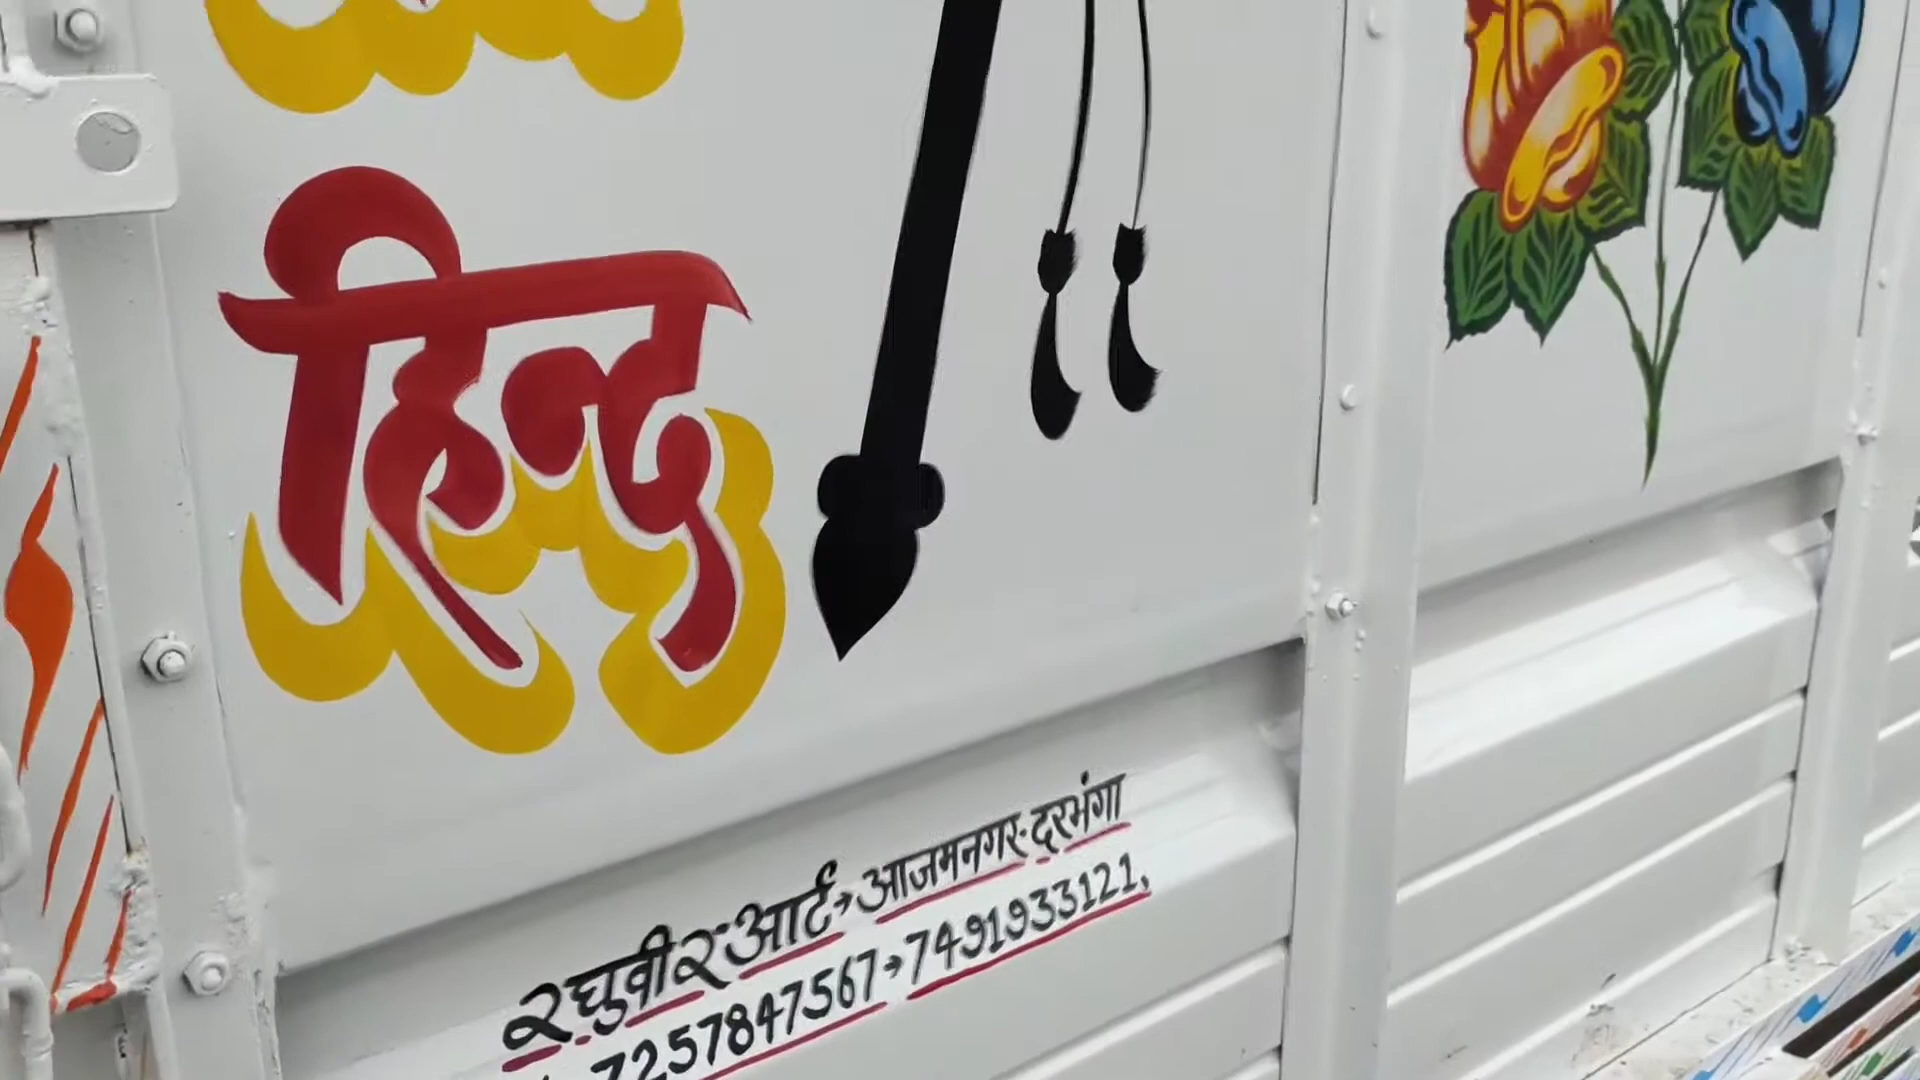 हिन्द
रघुवीर आर्ट → आजमनगर-दरभंगा
7257847567 → 7491933121,